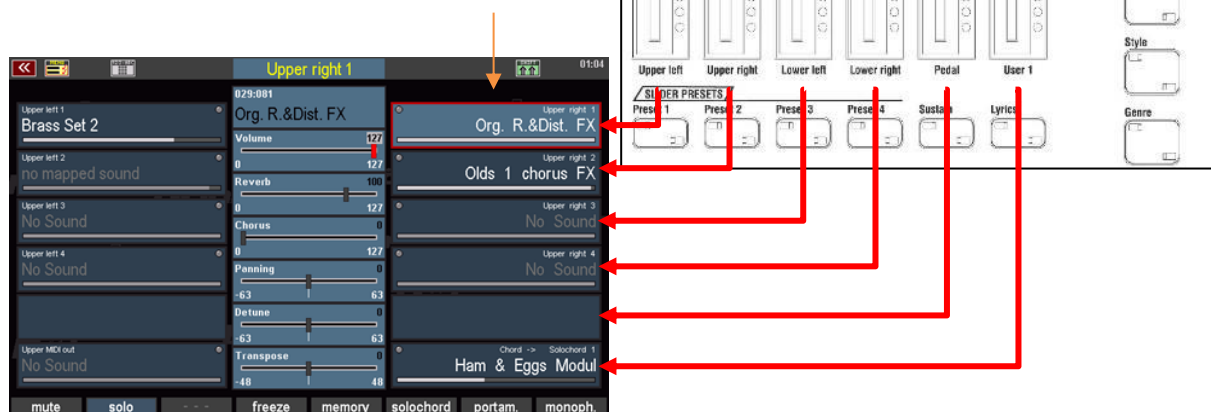 Upper right 1
01:04
Upper left 1
Brass Set 2
Upper left 2
no mapped sound
Upper left 3
No Sound
Upper left 4
No Sound
Upper MIDI out
No Sound
029:081
Org. R.&Dist. FX
Volume 127
0 127
Reverb 100
0 127
Chorus 0
0 127
Panning 0
-63 63
Detune 0
-63 63
Transpose 0
-48 48
Upper right 1
Org. R.&Dist. FX
Upper right 2
Olds 1 chorus FX
Upper right 3
No Sound
Upper right 4
No Sound
Chord -> Solochord 1
Ham & Eggs Modul
mute solo - - - freeze memory solochord portam. monoph.
Upper left Upper right Lower left Lower right Pedal User 1
SLIDER PRESETS
Preset 1 Preset 2 Preset 3 Preset 4 Sustain Lyrics
Style
Genre